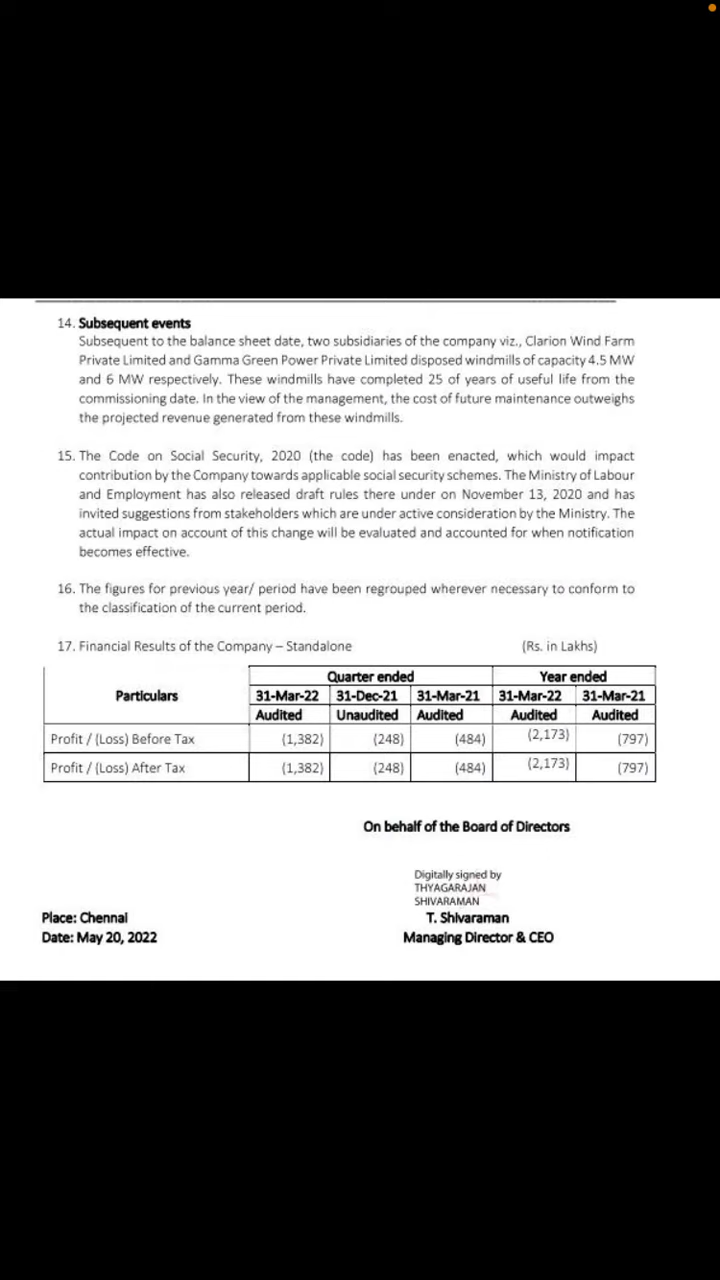 14. Subsequent events
Subsequent to the balance sheet date, two subsidiaries of the company viz., Clarion Wind Farm
Private Limited and Gamma Green Power Private Limited disposed windmills of capacity 4.5 MW
and 6 MW respectively. These windmills have completed 25 of years of useful life from the
commissioning date. In the view of the management, the cost of future maintenance outweighs
the projected revenue generated from these windmills.
15. The Code on Social Security, 2020 (the code) has been enacted, which would impact
contribution by the Company towards applicable social security schemes. The Ministry of Labour
and Employment has also released draft rules there under on November 13, 2020 and has
invited suggestions from stakeholders which are under active consideration by the Ministry. The
actual impact on account of this change will be evaluated and accounted for when notification
becomes effective.
16. The figures for previous year/ period have been regrouped wherever necessary to conform to
the classification of the current period.
17. Financial Results of the Company – Standalone (Rs. in Lakhs)
Quarter ended Year ended
Particulars 31-Mar-22 31-Dec-21 31-Mar-21 31-Mar-22 31-Mar-21
Audited Unaudited Audited Audited Audited
Profit / (Loss) Before Tax (1,382) (248) (484) (2,173) (797)
Profit / (Loss) After Tax (1,382) (248) (484) (2,173) (797)
On behalf of the Board of Directors
Digitally signed by
THYAGARAJAN
SHIVARAMAN
Place: Chennai T. Shivaraman
Date: May 20, 2022 Managing Director & CEO